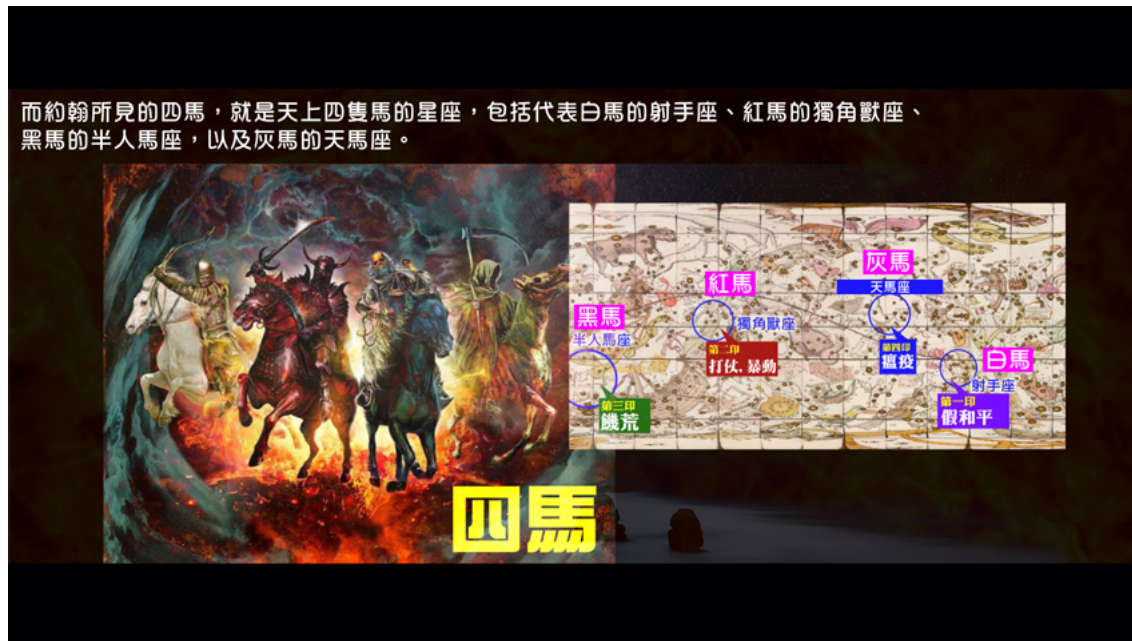 而約翰所見的四馬，就是天上四隻馬的星座，包括代表白馬的射手座、紅馬的獨角獸座、
黑馬的半人馬座，以及灰馬的天馬座。
灰馬
天馬座
紅馬
獨角獸座
第二印
打仗.暴動
黑馬
半人馬座
第三印
饑荒
第四印
瘟疫
白馬
射手座
第一印
假和平
四馬